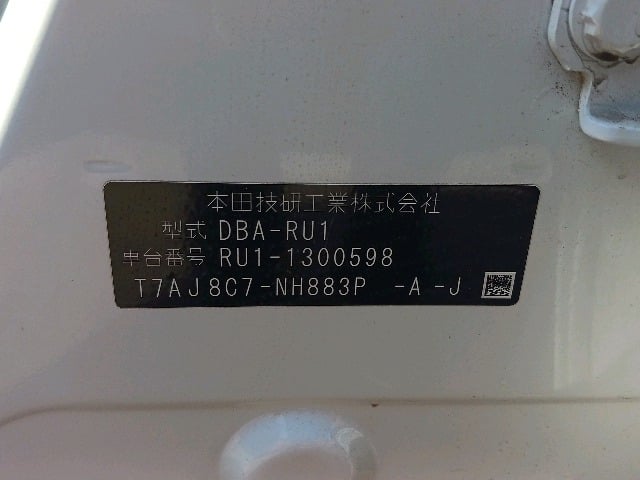 本田技研工業株式会社
型式 DBA-RU1
車台番号 RU1-1300598
T7AJ8C7-NH883P -A -J